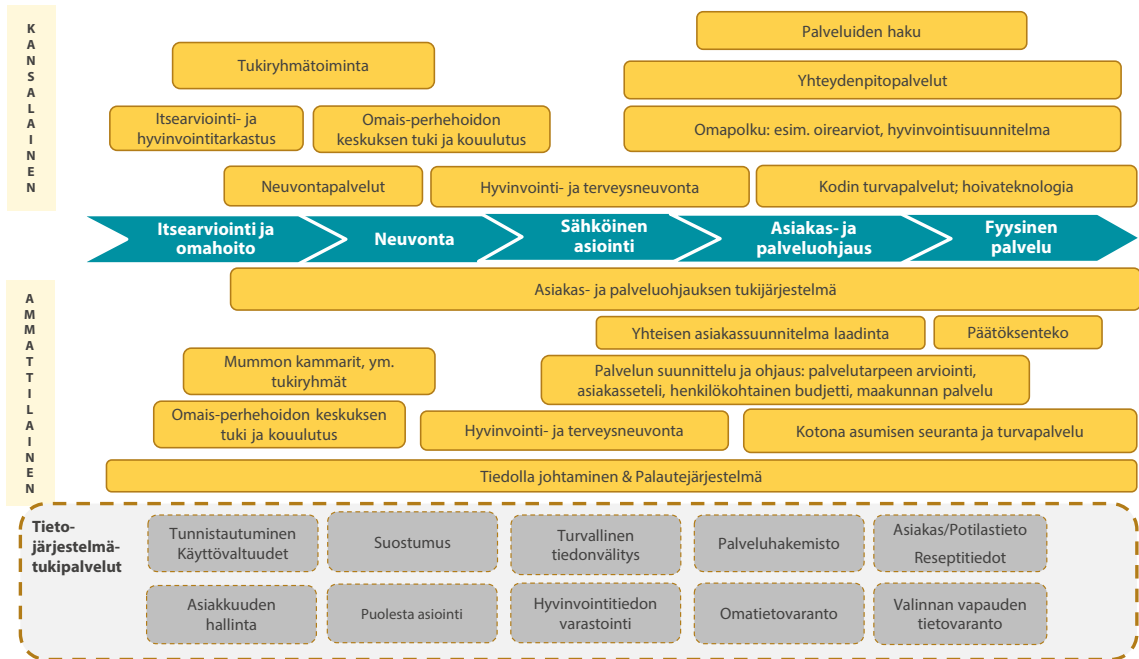 KANSALAINEN
Palveluiden haku
Tukiryhmätoiminta
Yhteydenpitopalvelut
Itsearviointi- ja
hyvinvointitarkastus
Omais-perhehoidon
keskuksen tuki ja kouulutus
Omapolku: esim. oirearviot, hyvinvointisuunnitelma
Neuvontapalvelut
Hyvinvointi- ja terveysneuvonta
Kodin turvapalvelut; hoivateknologia
Itsearviointi ja
omahoito
Neuvonta
Sähköinen
asiointi
Asiakas- ja
palveluohjaus
Fyysinen
palvelu
AMMATTILAINEN
Asiakas- ja palveluohjauksen tukijärjestelmä
Yhteisen asiakassuunnitelma laadinta
Päätöksenteko
Mummon kammarit, ym.
tukiryhmät
Palvelun suunnittelu ja ohjaus: palvelutarpeen arviointi,
asiakasseteli, henkilökohtainen budjetti, maakunnan palvelu
Omais-perhehoidon keskuksen
tuki ja kouulutus
Hyvinvointi- ja terveysneuvonta
Kotona asumisen seuranta ja turvapalvelu
Tiedolla johtaminen & Palautejärjestelmä
Tieto-
järjestelmä-
tukipalvelut
Tunnistautuminen
Käyttövaltuudet
Suostumus
Turvallinen
tiedonvälitys
Palveluhakemisto
Asiakas/Potilastieto
Reseptitiedot
Asiakkuuden
hallinta
Puolesta asiointi
Hyvinvointitiedon
varastointi
Omatietovaranto
Valinnan vapauden
tietovaranto